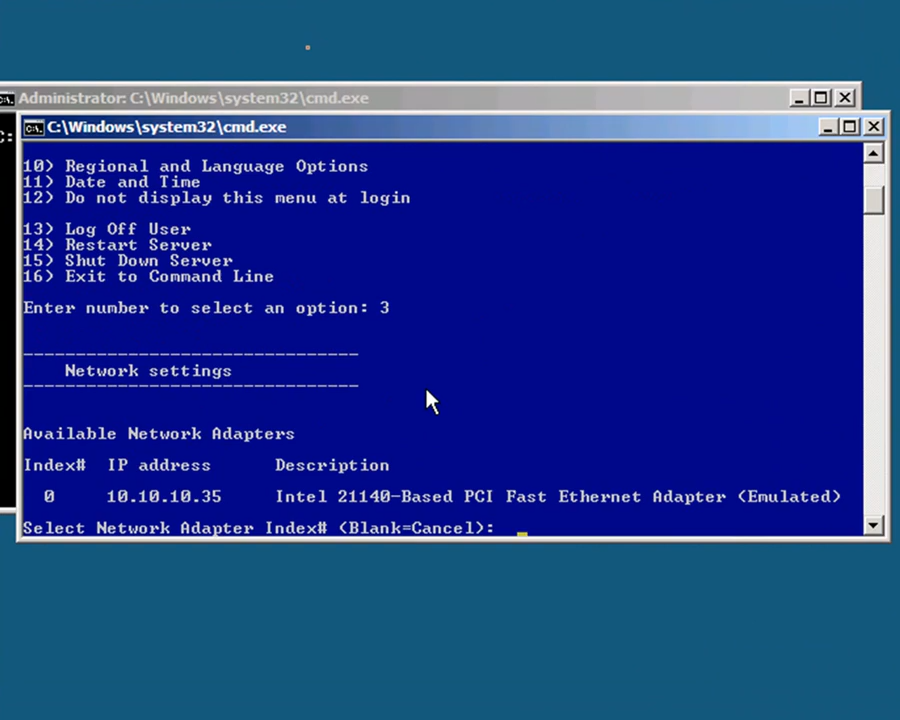 Administrator: C:\Windows\system32\cmd.exe
C:\Windows\system32\cmd.exe
C:
10) Regional and Language Options
11) Date and Time
12) Do not display this menu at login
13) Log Off User
14) Restart Server
15) Shut Down Server
16) Exit to Command Line
Enter number to select an option: 3
--------------------------------
Network settings
--------------------------------
Available Network Adapters
Index# IP address Description
0 10.10.10.35 Intel 21140-Based PCI Fast Ethernet Adapter (Emulated)
Select Network Adapter Index# (Blank=Cancel):